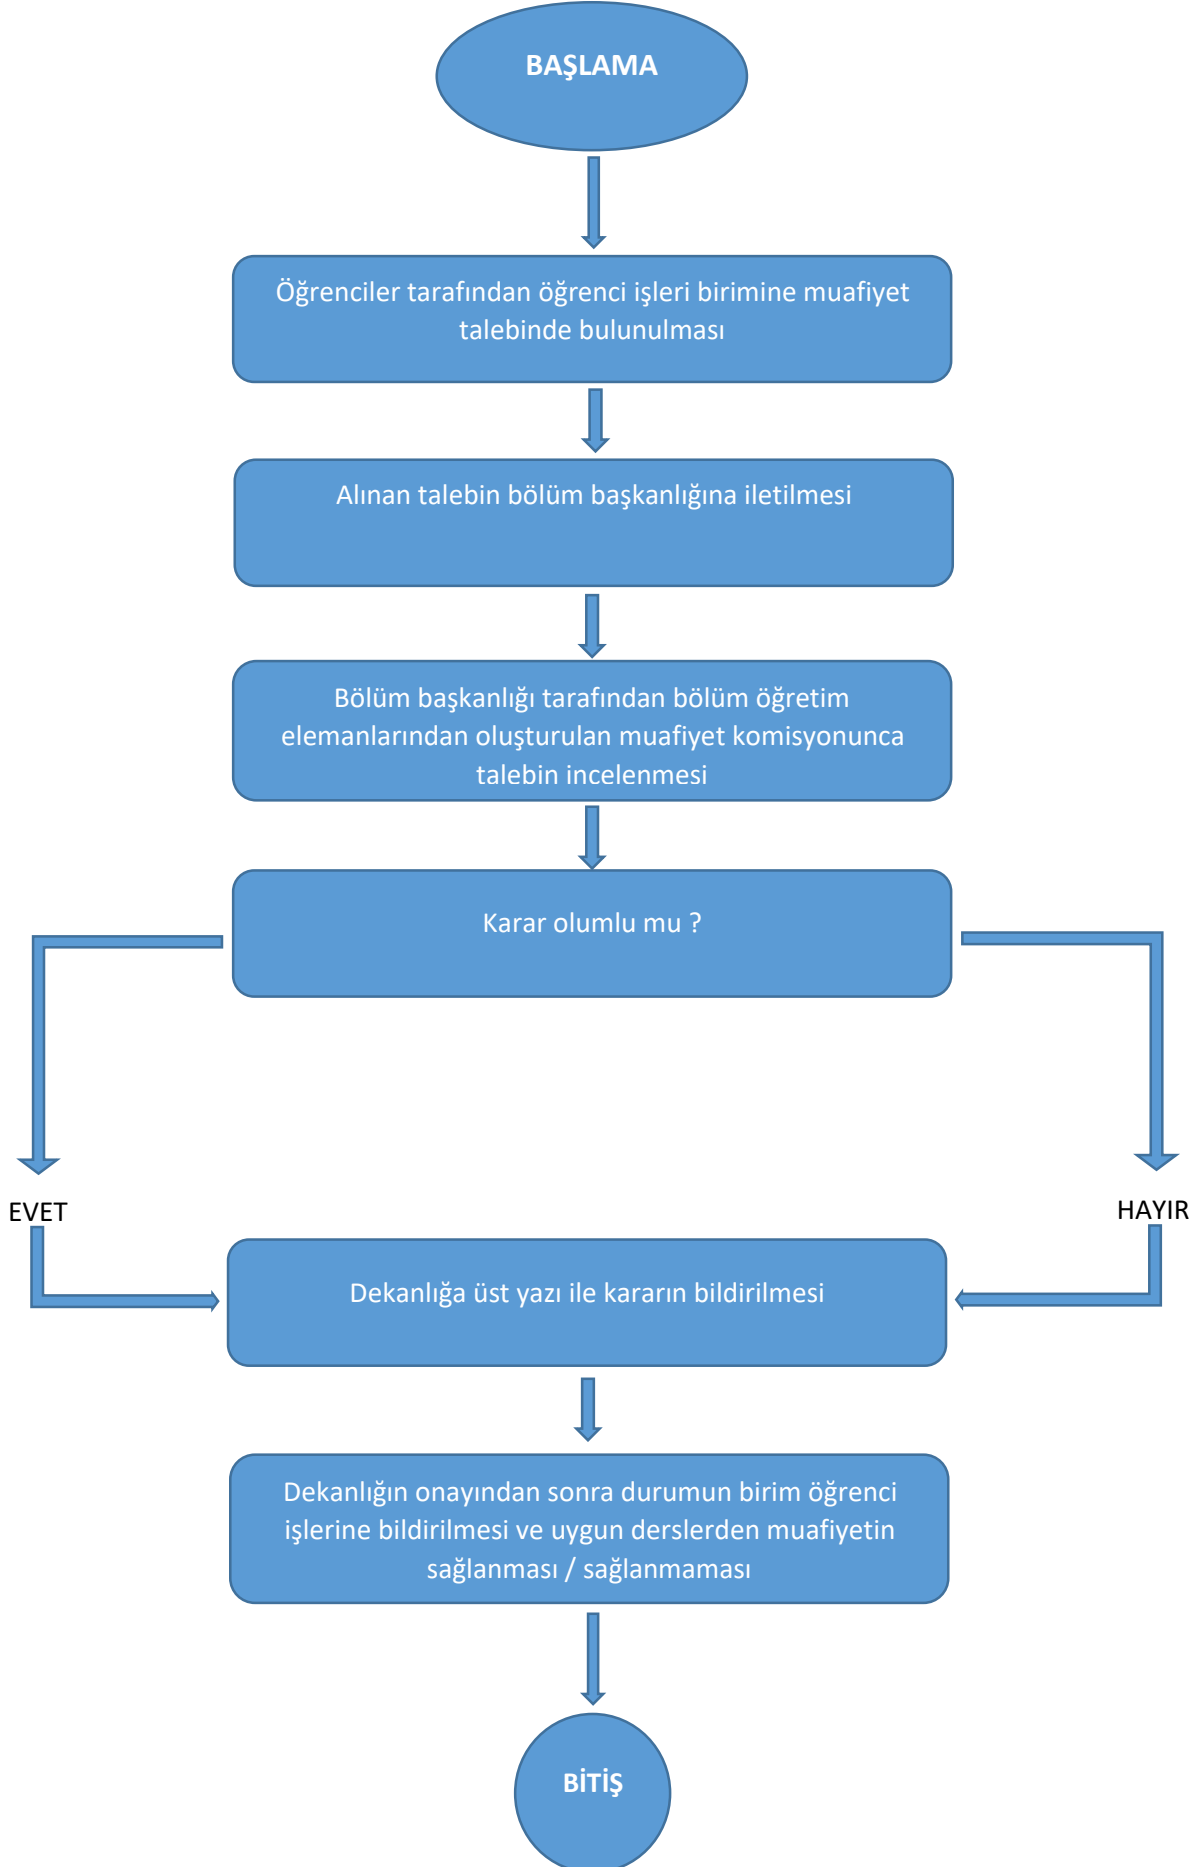 BAŞLAMA
Öğrenciler tarafından öğrenci işleri birimine muafiyet
talebinde bulunulması
Alınan talebin bölüm başkanlığına iletilmesi
Bölüm başkanlığı tarafından bölüm öğretim
elemanlarından oluşturulan muafiyet komisyonunca
talebin incelenmesi
Karar olumlu mu ?
EVET
HAYIR
Dekanlığa üst yazı ile kararın bildirilmesi
Dekanlığın onayından sonra durumun birim öğrenci
işlerine bildirilmesi ve uygun derslerden muafiyetin
sağlanması / sağlanmaması
BİTİŞ